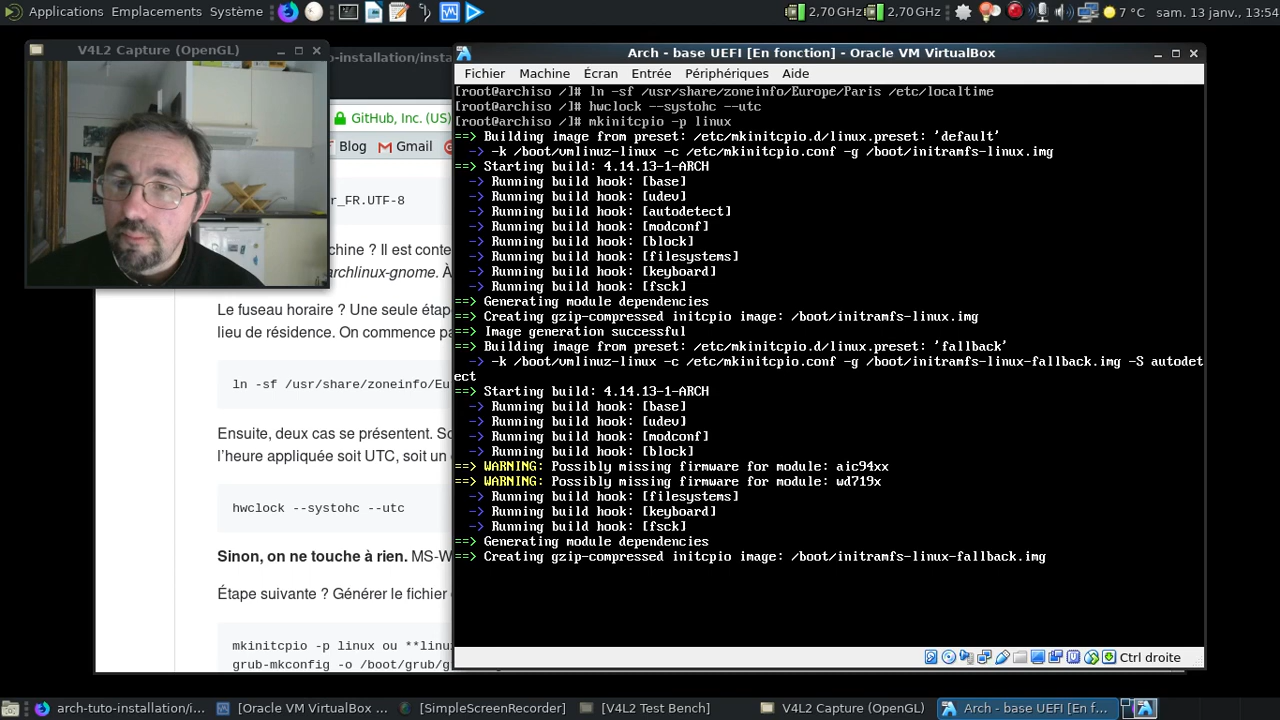 Applications Emplacements Système
2,70 GHz 2,70 GHz
7 °C sam. 13 janv., 13:54
V4L2 Capture (OpenGL)
to-installation/insta
GitHub, Inc. (US)
Blog Gmail
r_FR.UTF-8
chine ? Il est conte
archlinux-gnome. À
Le fuseau horaire ? Une seule étap
lieu de résidence. On commence pa
ln -sf /usr/share/zoneinfo/Eu
Ensuite, deux cas se présentent. So
l'heure appliquée soit UTC, soit un
hwclock --systohc --utc
Sinon, on ne touche à rien. MS-W
Étape suivante ? Générer le fichier
mkinitcpio -p linux ou **linu
grub-mkconfig -o /boot/grub/g
Arch - base UEFI [En fonction] - Oracle VM VirtualBox
Fichier Machine Écran Entrée Périphériques Aide
[root@archiso /]# ln -sf /usr/share/zoneinfo/Europe/Paris /etc/localtime
[root@archiso /]# hwclock --systohc --utc
[root@archiso /]# mkinitcpio -p linux
==> Building image from preset: /etc/mkinitcpio.d/linux.preset: 'default'
-> -k /boot/vmlinuz-linux -c /etc/mkinitcpio.conf -g /boot/initramfs-linux.img
==> Starting build: 4.14.13-1-ARCH
-> Running build hook: [base]
-> Running build hook: [udev]
-> Running build hook: [autodetect]
-> Running build hook: [modconf]
-> Running build hook: [block]
-> Running build hook: [filesystems]
-> Running build hook: [keyboard]
-> Running build hook: [fsck]
==> Generating module dependencies
==> Creating gzip-compressed initcpio image: /boot/initramfs-linux.img
==> Image generation successful
==> Building image from preset: /etc/mkinitcpio.d/linux.preset: 'fallback'
-> -k /boot/vmlinuz-linux -c /etc/mkinitcpio.conf -g /boot/initramfs-linux-fallback.img -S autodet
ect
==> Starting build: 4.14.13-1-ARCH
-> Running build hook: [base]
-> Running build hook: [udev]
-> Running build hook: [modconf]
-> Running build hook: [block]
==> WARNING: Possibly missing firmware for module: aic94xx
==> WARNING: Possibly missing firmware for module: wd719x
-> Running build hook: [filesystems]
-> Running build hook: [keyboard]
-> Running build hook: [fsck]
==> Generating module dependencies
==> Creating gzip-compressed initcpio image: /boot/initramfs-linux-fallback.img
Ctrl droite
arch-tuto-installation/i... [Oracle VM VirtualBox ... [SimpleScreenRecorder] [V4L2 Test Bench] V4L2 Capture (OpenGL) Arch - base UEFI [En f...